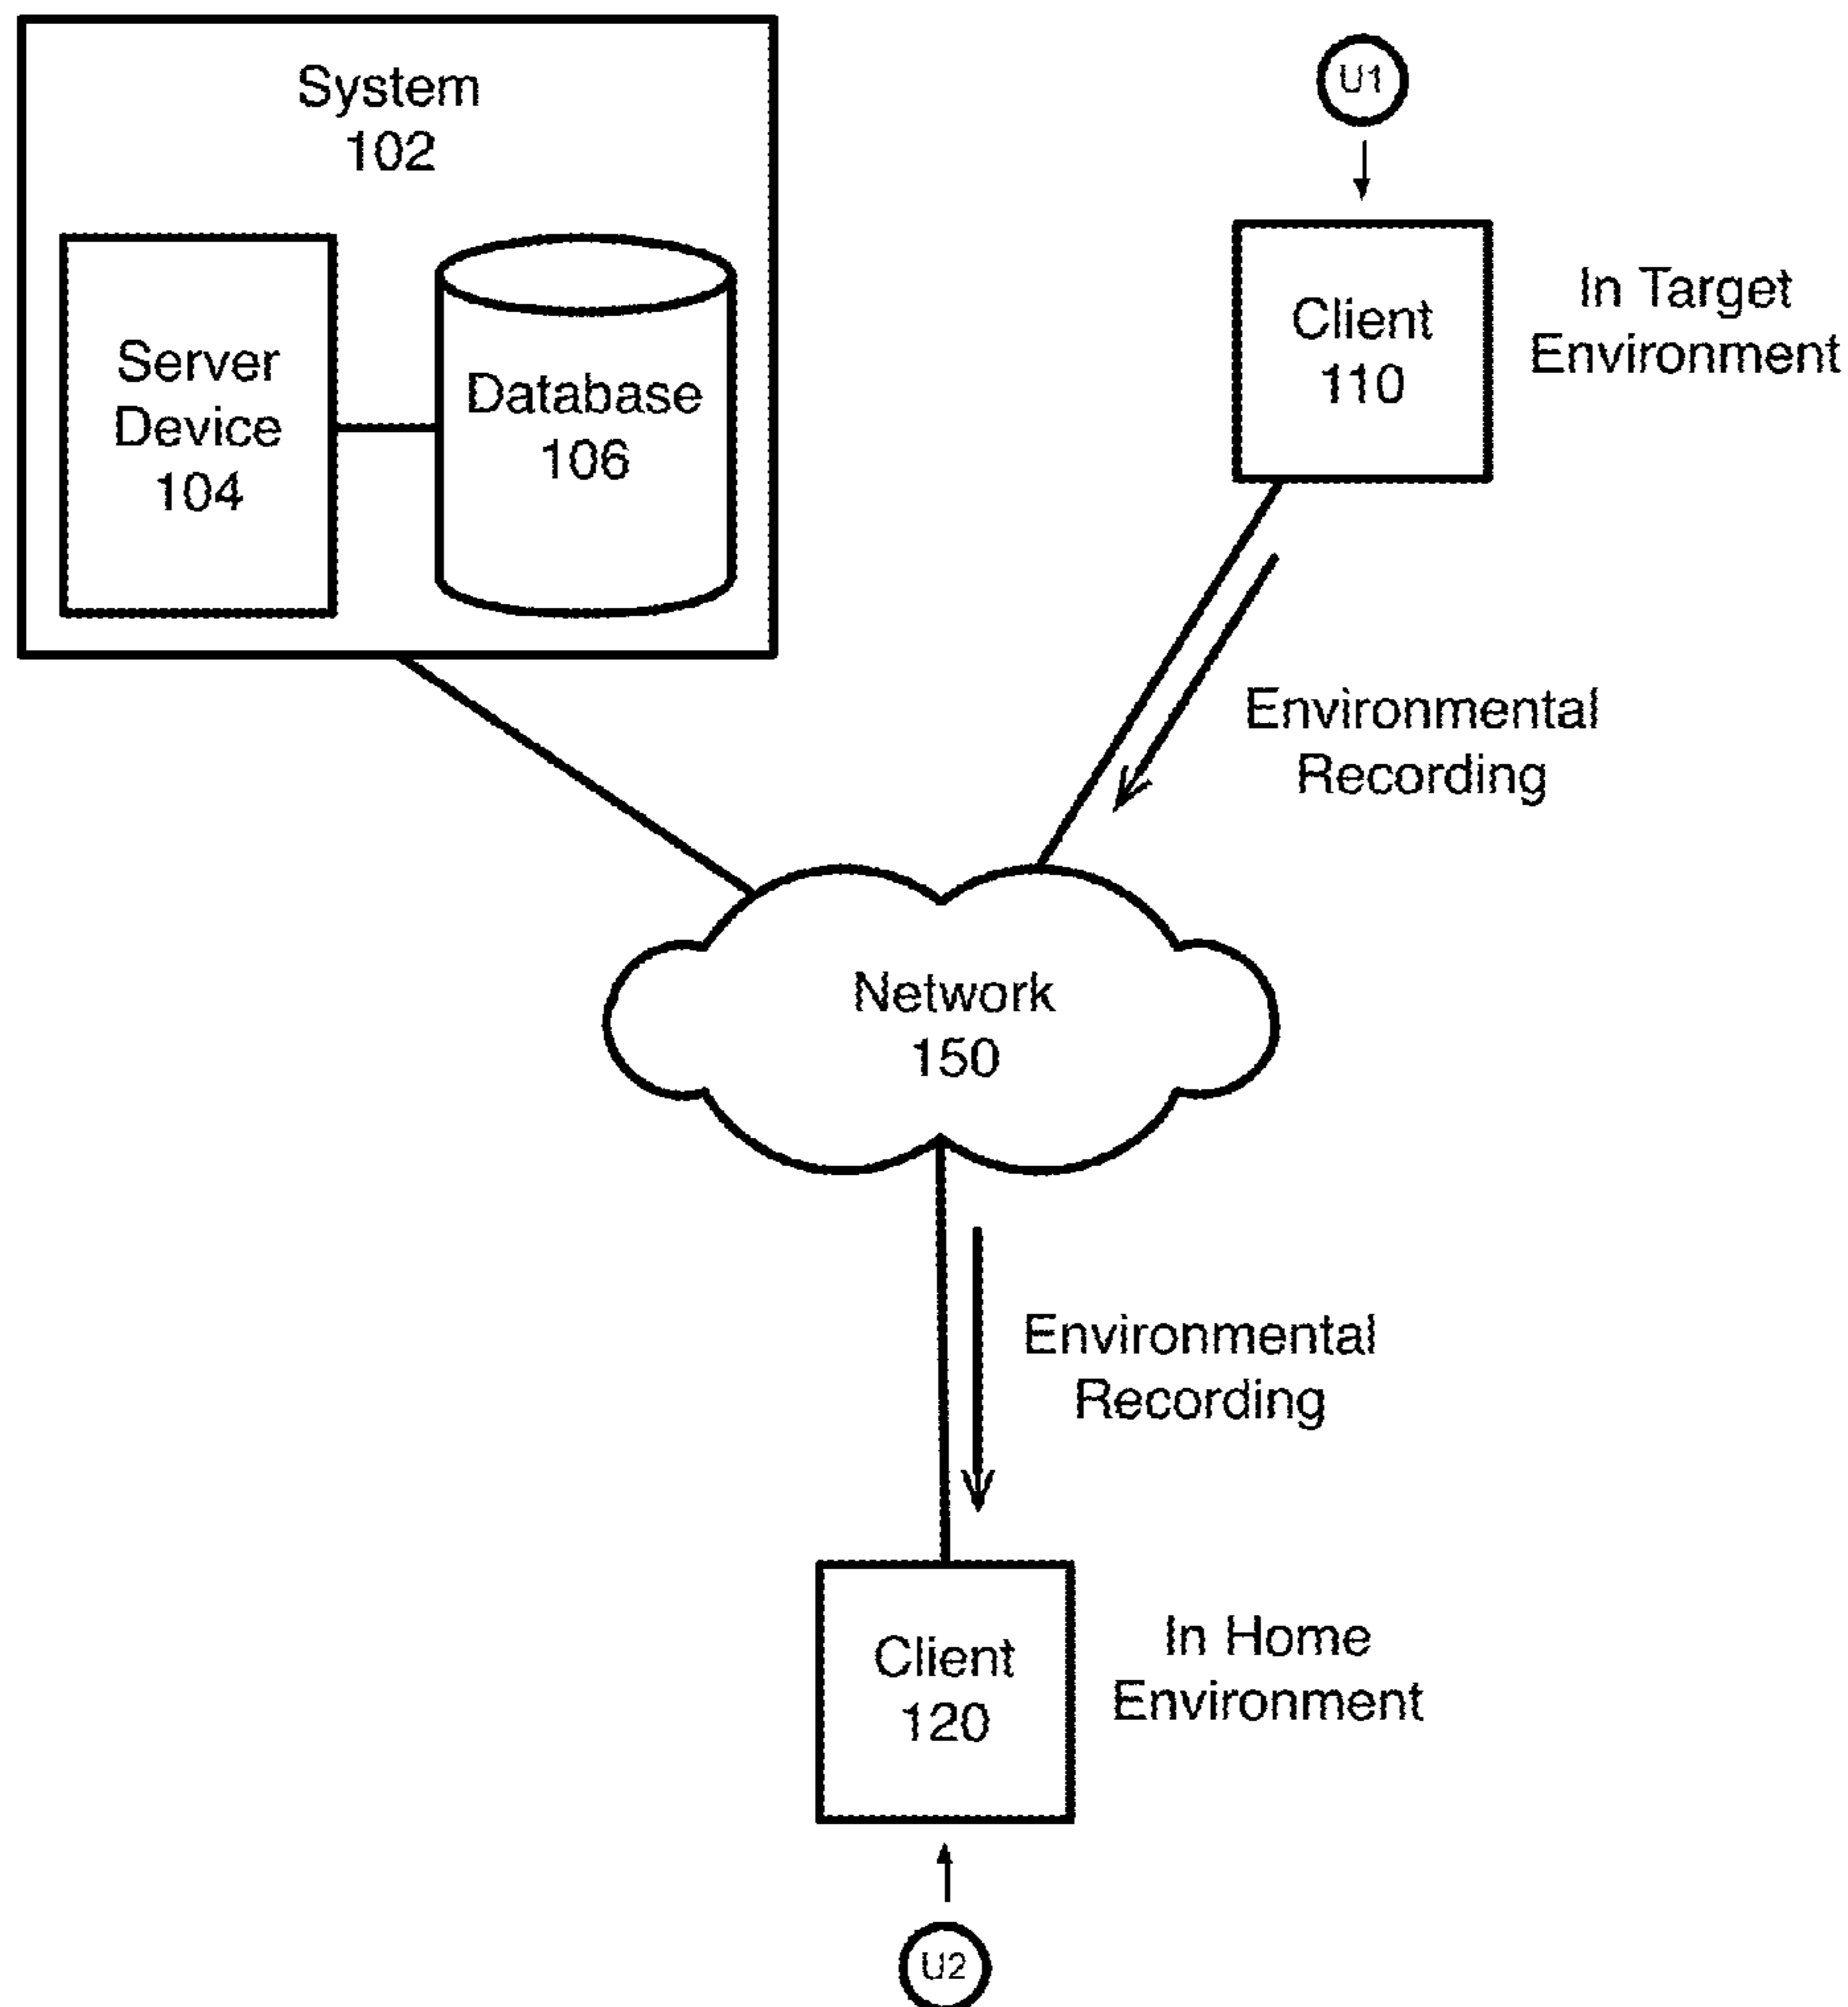 System
102
Server
Device
104
Database
106
U1
Client
110
In Target
Environment
Environmental
Recording
Network
150
Environmental
Recording
Client
120
In Home
Environment
U2